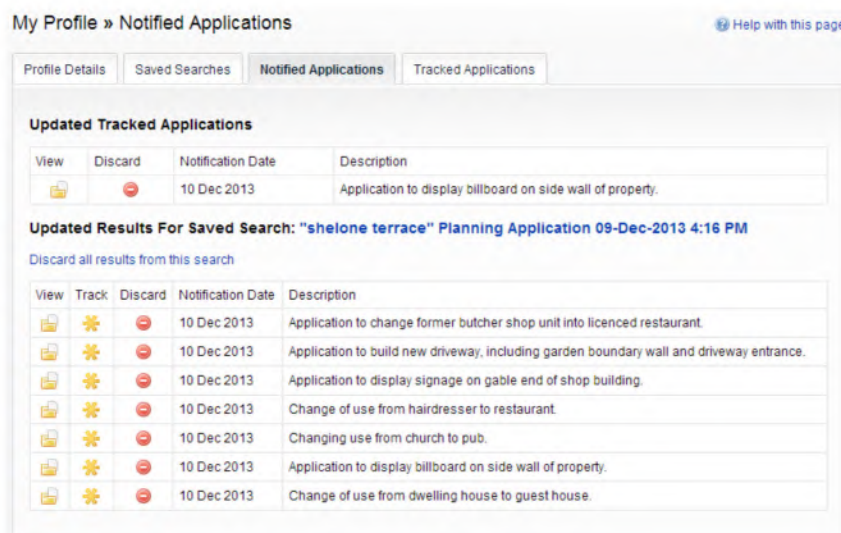 My Profile » Notified Applications
Help with this page
Profile Details Saved Searches Notified Applications Tracked Applications
Updated Tracked Applications
View Discard Notification Date Description
10 Dec 2013 Application to display billboard on side wall of property.
Updated Results For Saved Search: "shelone terrace" Planning Application 09-Dec-2013 4:16 PM
Discard all results from this search
View Track Discard Notification Date Description
10 Dec 2013 Application to change former butcher shop unit into licenced restaurant.
10 Dec 2013 Application to build new driveway, including garden boundary wall and driveway entrance.
10 Dec 2013 Application to display signage on gable end of shop building.
10 Dec 2013 Change of use from hairdresser to restaurant.
10 Dec 2013 Changing use from church to pub.
10 Dec 2013 Application to display billboard on side wall of property.
10 Dec 2013 Change of use from dwelling house to guest house.